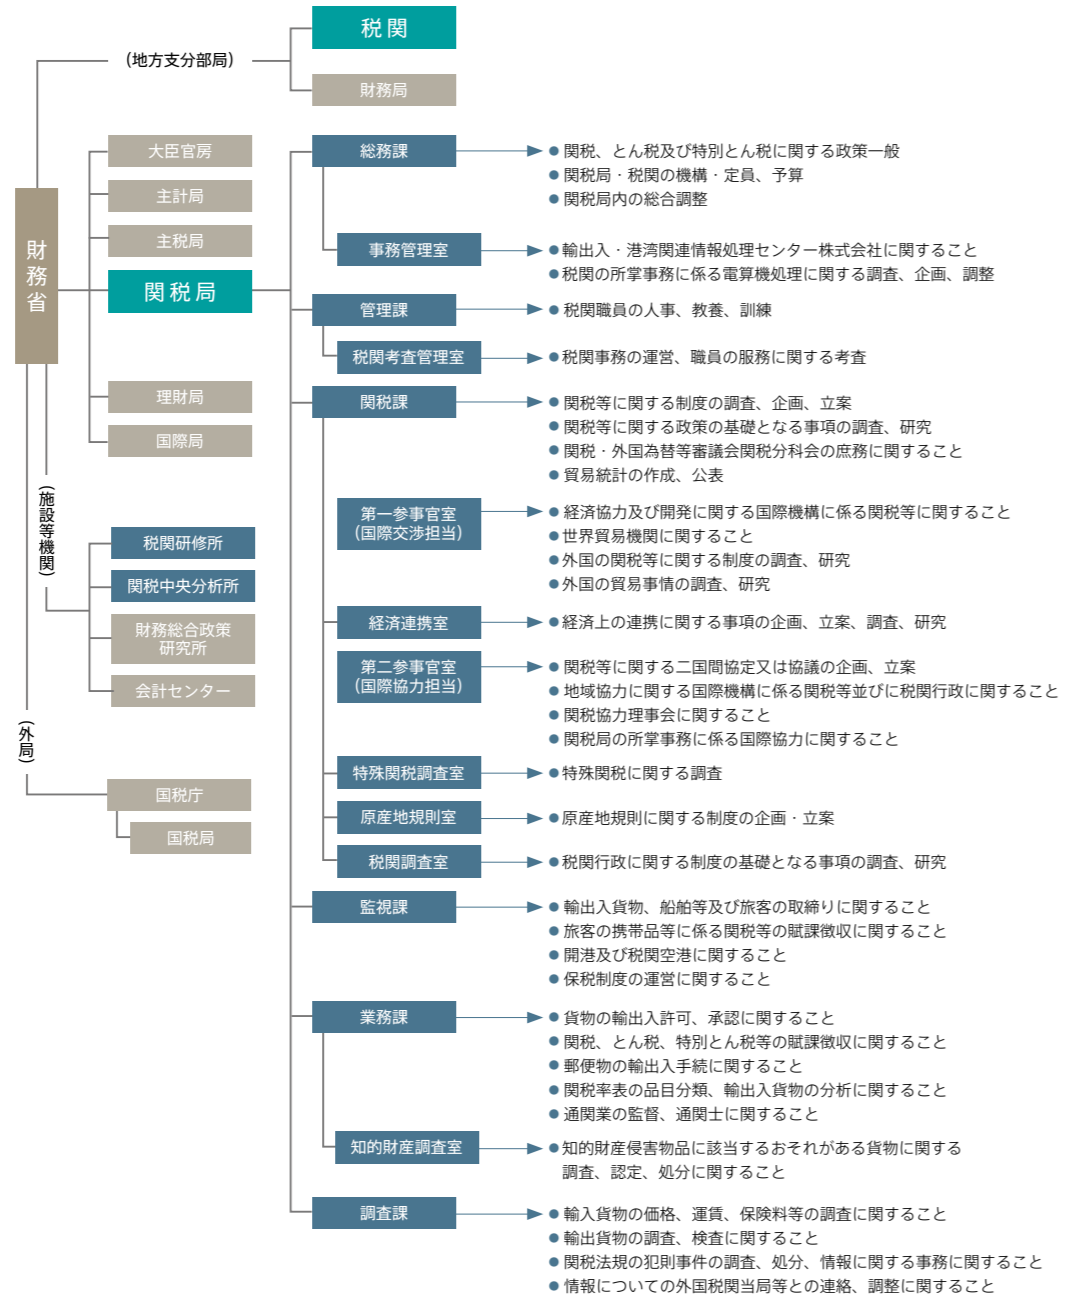 税関
(地方支分部局)
財務局
財務省
大臣官房
主計局
主税局
関税局
理財局
国際局
(施設等機関)
税関研修所
関税中央分析所
財務総合政策
研究所
会計センター
(外局)
国税庁
国税局
総務課
● 関税、とん税及び特別とん税に関する政策一般
● 関税局・税関の機構・定員、予算
● 関税局内の総合調整
事務管理室
● 輸出入・港湾関連情報処理センター株式会社に関すること
● 税関の所掌事務に係る電算機処理に関する調査、企画、調整
管理課
● 税関職員の人事、教養、訓練
税関考査管理室
● 税関事務の運営、職員の服務に関する考査
関税課
● 関税等に関する制度の調査、企画、立案
● 関税等に関する政策の基礎となる事項の調査、研究
● 関税・外国為替等審議会関税分科会の庶務に関すること
● 貿易統計の作成、公表
第一参事官室
(国際交渉担当)
● 経済協力及び開発に関する国際機構に係る関税等に関すること
● 世界貿易機関に関すること
● 外国の関税等に関する制度の調査、研究
● 外国の貿易事情の調査、研究
経済連携室
● 経済上の連携に関する事項の企画、立案、調査、研究
第二参事官室
(国際協力担当)
● 関税等に関する二国間協定又は協議の企画、立案
● 地域協力に関する国際機構に係る関税等並びに税関行政に関すること
● 関税協力理事会に関すること
● 関税局の所掌事務に係る国際協力に関すること
特殊関税調査室
● 特殊関税に関する調査
原産地規則室
● 原産地規則に関する制度の企画・立案
税関調査室
● 税関行政に関する制度の基礎となる事項の調査、研究
監視課
● 輸出入貨物、船舶等及び旅客の取締りに関すること
● 旅客の携帯品等に係る関税等の賦課徴収に関すること
● 開港及び税関空港に関すること
● 保税制度の運営に関すること
業務課
● 貨物の輸出入許可、承認に関すること
● 関税、とん税、特別とん税等の賦課徴収に関すること
● 郵便物の輸出入手続に関すること
● 関税率表の品目分類、輸出入貨物の分析に関すること
● 通関業の監督、通関士に関すること
知的財産調査室
● 知的財産侵害物品に該当するおそれがある貨物に関する
調査、認定、処分に関すること
調査課
● 輸入貨物の価格、運賃、保険料等の調査に関すること
● 輸出貨物の調査、検査に関すること
● 関税法規の犯則事件の調査、処分、情報に関する事務に関すること
● 情報についての外国税関当局等との連絡、調整に関すること